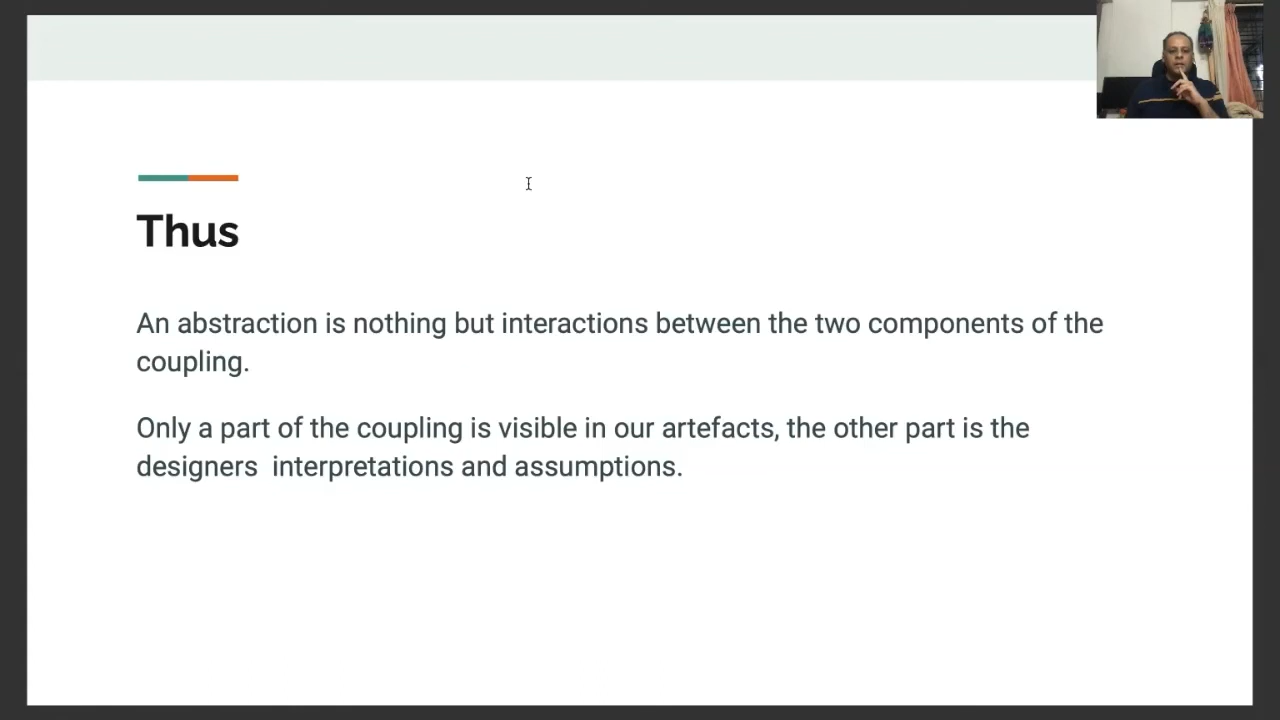 Thus
An abstraction is nothing but interactions between the two components of the
coupling.
Only a part of the coupling is visible in our artefacts, the other part is the
designers  interpretations and assumptions.